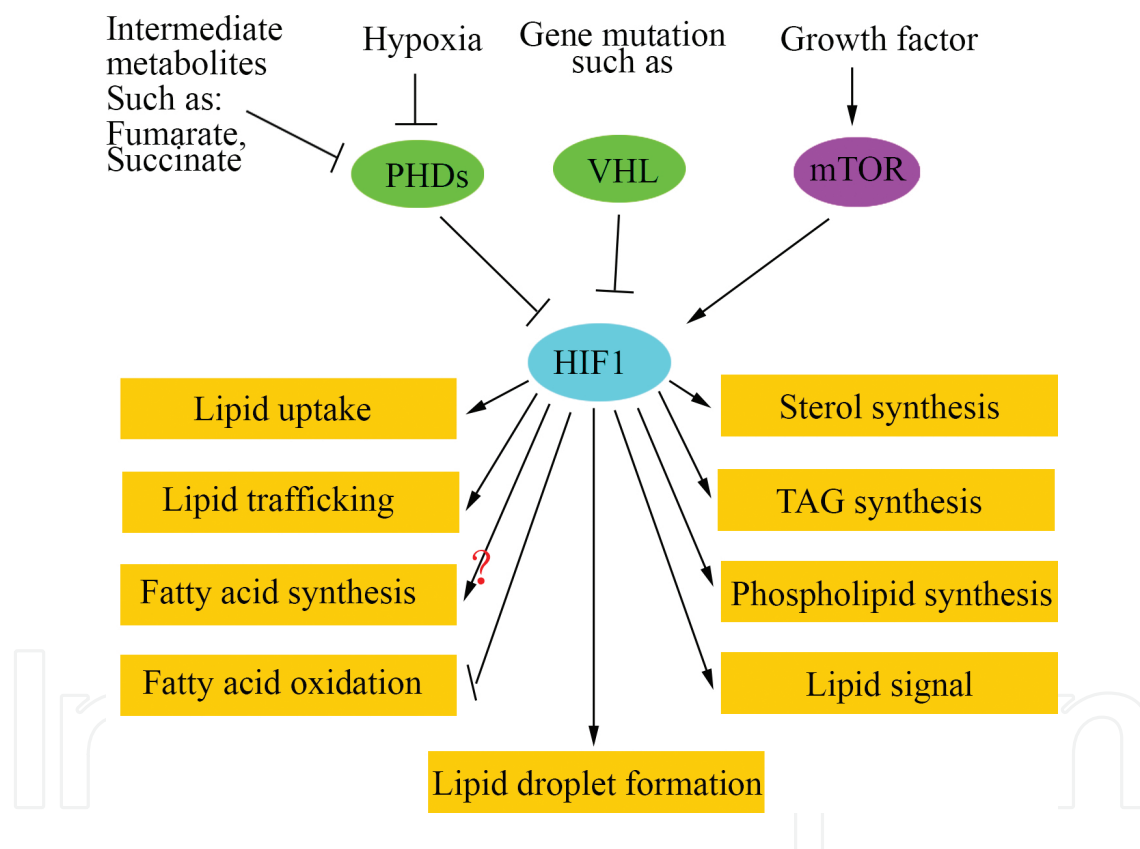 Intermediate
metabolites
Such as:
Fumarate,
Succinate
Hypoxia
Gene mutation
such as
Growth factor
PHDs
VHL
mTOR
HIF1
Lipid uptake
Lipid trafficking
?
Fatty acid synthesis
Fatty acid oxidation
Sterol synthesis
TAG synthesis
Phospholipid synthesis
Lipid signal
Lipid droplet formation